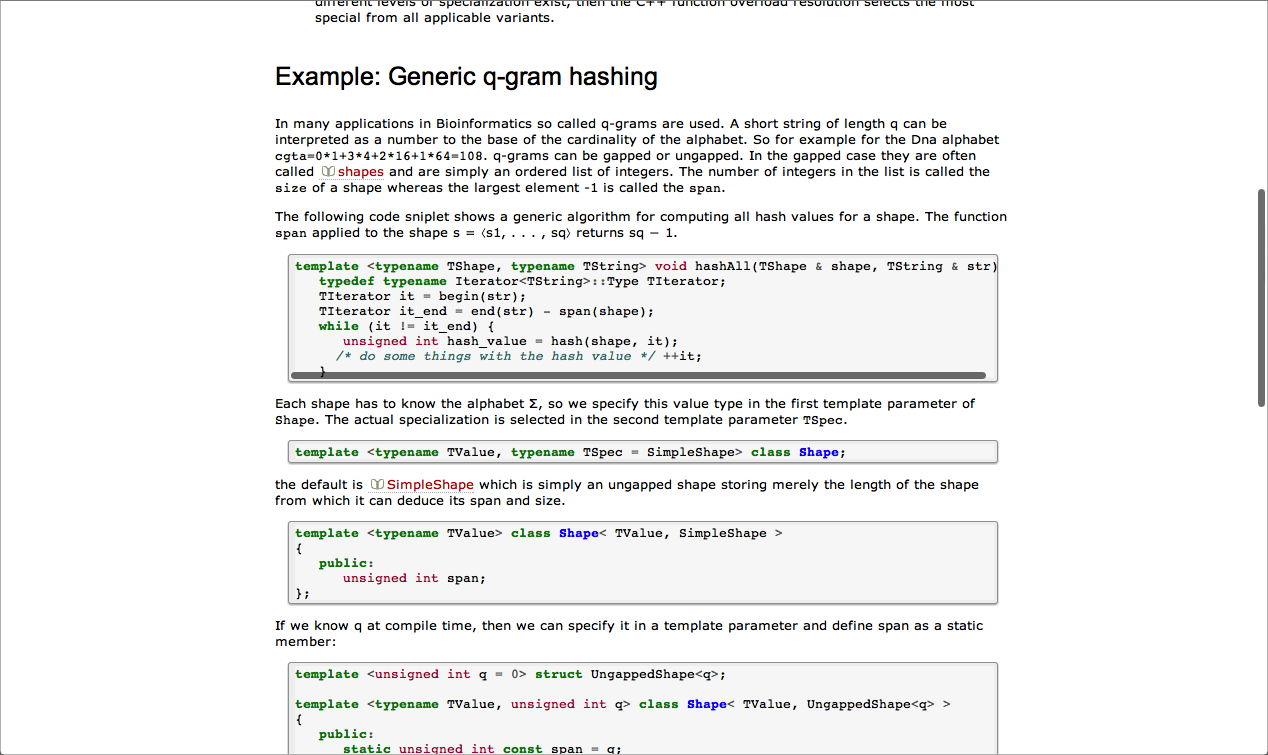 different levels of specialization exist, then the C++ function overload resolution selects the most
special from all applicable variants.
Example: Generic q-gram hashing
In many applications in Bioinformatics so called q-grams are used. A short string of length q can be
interpreted as a number to the base of the cardinality of the alphabet. So for example for the Dna alphabet
cgta=0*1+3*4+2*16+1*64=108. q-grams can be gapped or ungapped. In the gapped case they are often
called shapes and are simply an ordered list of integers. The number of integers in the list is called the
size of a shape whereas the largest element -1 is called the span.
The following code sniplet shows a generic algorithm for computing all hash values for a shape. The function
span applied to the shape s = ⟨s1, . . . , sq⟩ returns sq − 1.
template <typename TShape, typename TString> void hashAll(TShape & shape, TString & str)
typedef typename Iterator<TString>::Type TIterator;
TIterator it = begin(str);
TIterator it_end = end(str) - span(shape);
while (it != it_end) {
unsigned int hash_value = hash(shape, it);
/* do some things with the hash value */ ++it;
}
Each shape has to know the alphabet Σ, so we specify this value type in the first template parameter of
Shape. The actual specialization is selected in the second template parameter TSpec.
template <typename TValue, typename TSpec = SimpleShape> class Shape;
the default is SimpleShape which is simply an ungapped shape storing merely the length of the shape
from which it can deduce its span and size.
template <typename TValue> class Shape< TValue, SimpleShape >
{
public:
unsigned int span;
};
If we know q at compile time, then we can specify it in a template parameter and define span as a static
member:
template <unsigned int q = 0> struct UngappedShape<q>;
template <typename TValue, unsigned int q> class Shape< TValue, UngappedShape<q> >
{
public:
static unsigned int const span = q;